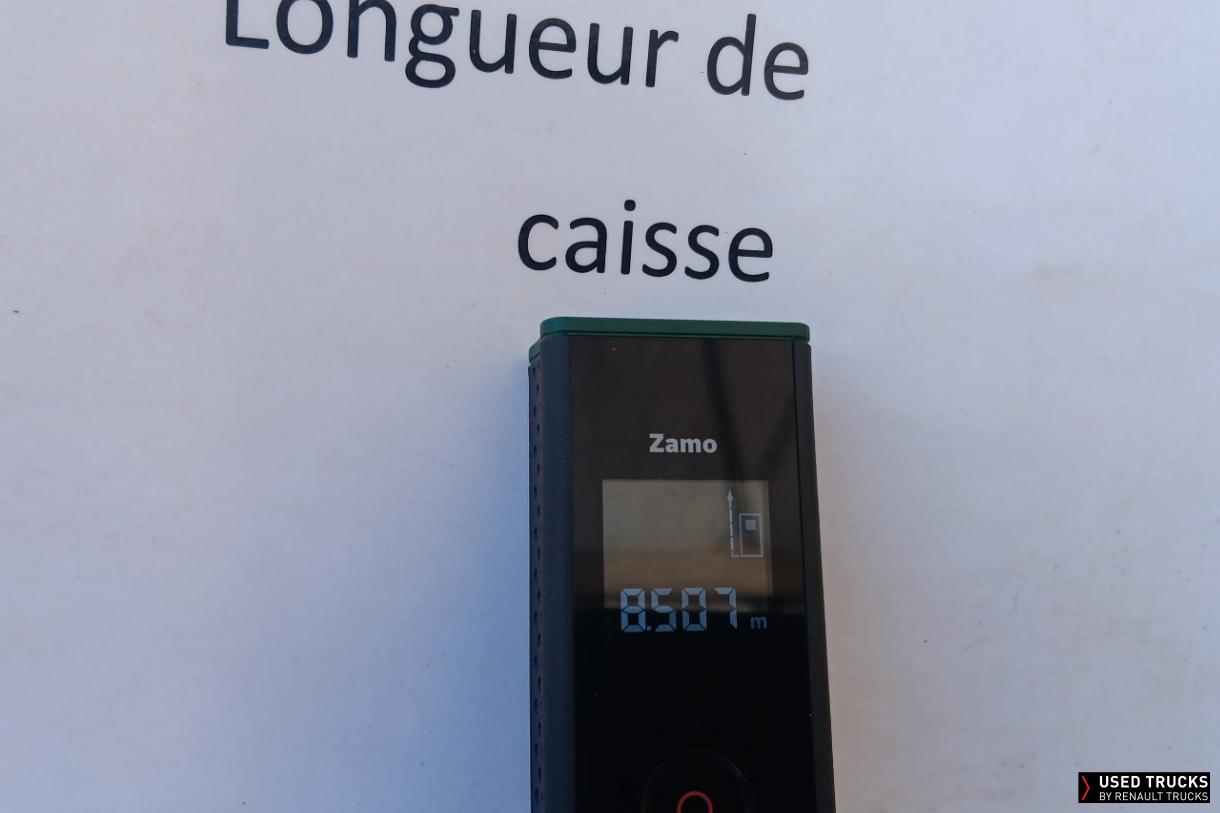 Longueur de
caisse
Zamo
8.507 m
USED TRUCKS
BY RENAULT TRUCKS